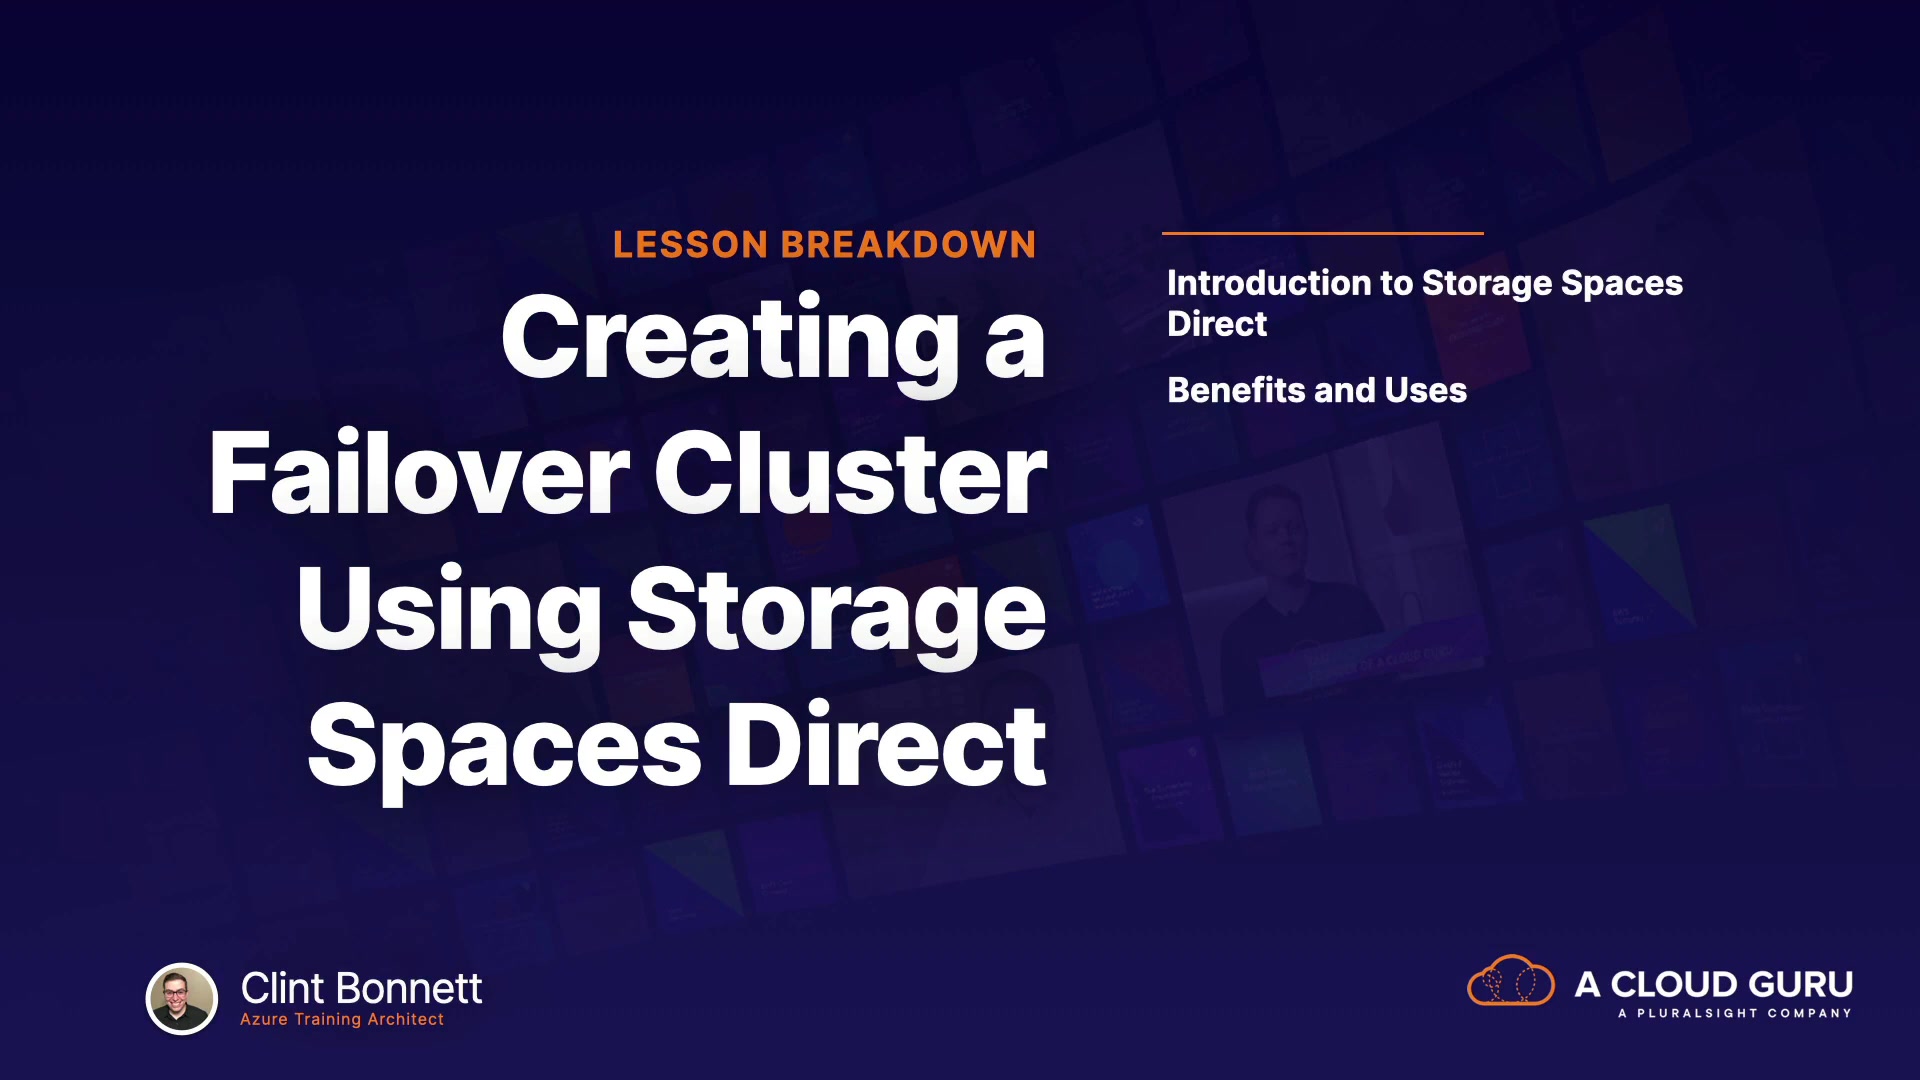 LESSON BREAKDOWN
Creating a
Failover Cluster
Using Storage
Spaces Direct
Introduction to Storage Spaces
Direct
Benefits and Uses
Clint Bonnett
Azure Training Architect
A CLOUD GURU
A PLURALSIGHT COMPANY